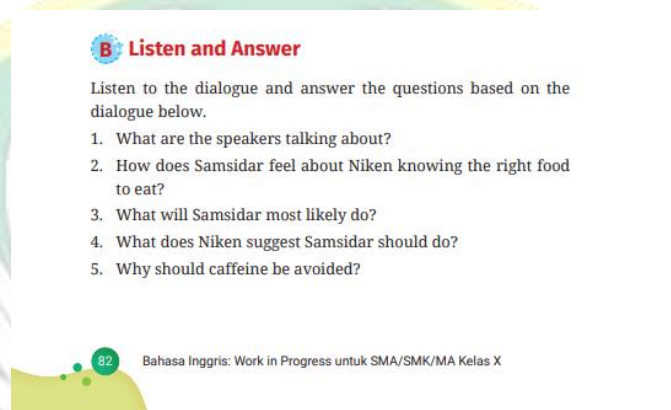 B Listen and Answer
Listen to the dialogue and answer the questions based on the
dialogue below.
1. What are the speakers talking about?
2. How does Samsidar feel about Niken knowing the right food
to eat?
3. What will Samsidar most likely do?
4. What does Niken suggest Samsidar should do?
5. Why should caffeine be avoided?
82 Bahasa Inggris: Work in Progress untuk SMA/SMK/MA Kelas X